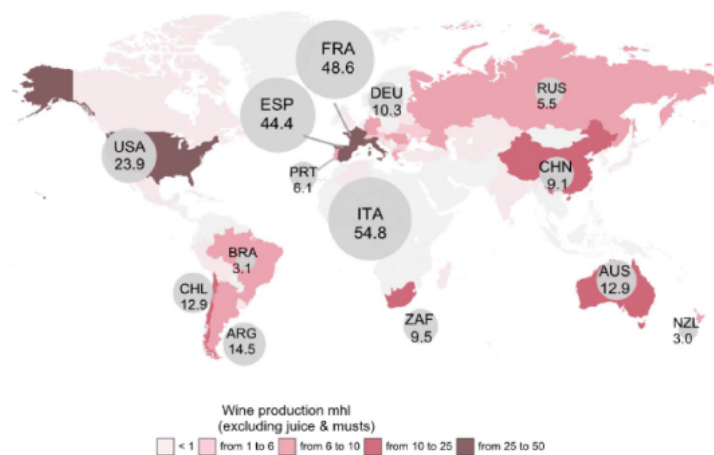 FRA
48.6
ESP
44.4
DEU
10.3
RUS
5.5
USA
23.9
PRT
6.1
CHN
9.1
ITA
54.8
BRA
3.1
CHL
12.9
AUS
12.9
ARG
14.5
ZAF
9.5
NZL
3.0
Wine production mhl
(excluding juice & musts)
< 1 from 1 to 6 from 6 to 10 from 10 to 25 from 25 to 50